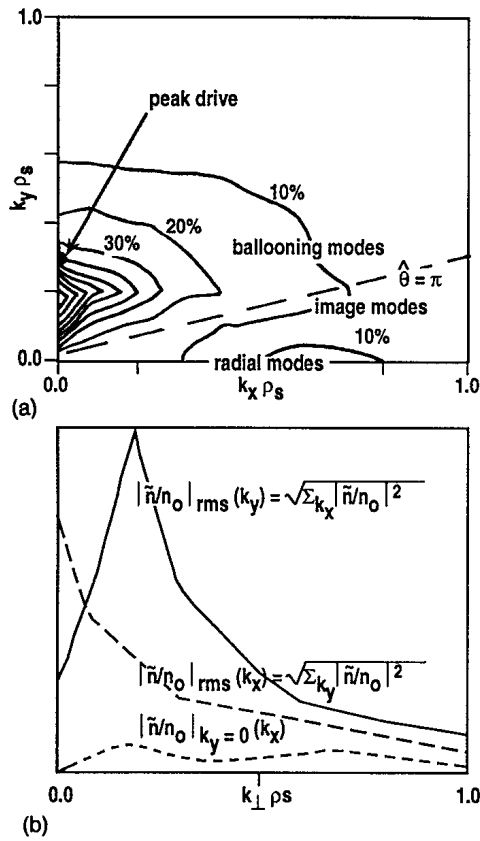 1.0
peak drive
k_y ρ_s
10%
20%
30%
ballooning modes
θ̂ = π
image modes
10%
radial modes
0.0
0.0
k_x ρ_s
1.0
(a)
|ñ/n_o|_rms (k_y) = √Σ_{k_x} |ñ/n_o|²
|ñ/n_o|_rms (k_x) = √Σ_{k_y} |ñ/n_o|²
|ñ/n_o|_{k_y = 0} (k_x)
0.0
k_⊥ ρs
1.0
(b)